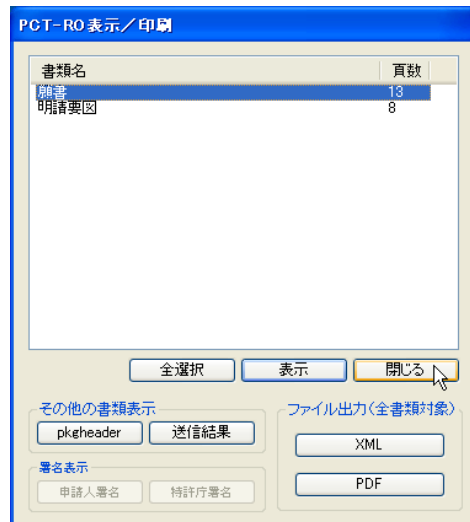 PCT-RO表示／印刷
書類名 頁数
願書 13
明請要図 8
全選択 表示 閉じる
その他の書類表示 ファイル出力(全書類対象)
pkgheader 送信結果
XML
署名表示
申請人署名 特許庁署名
PDF